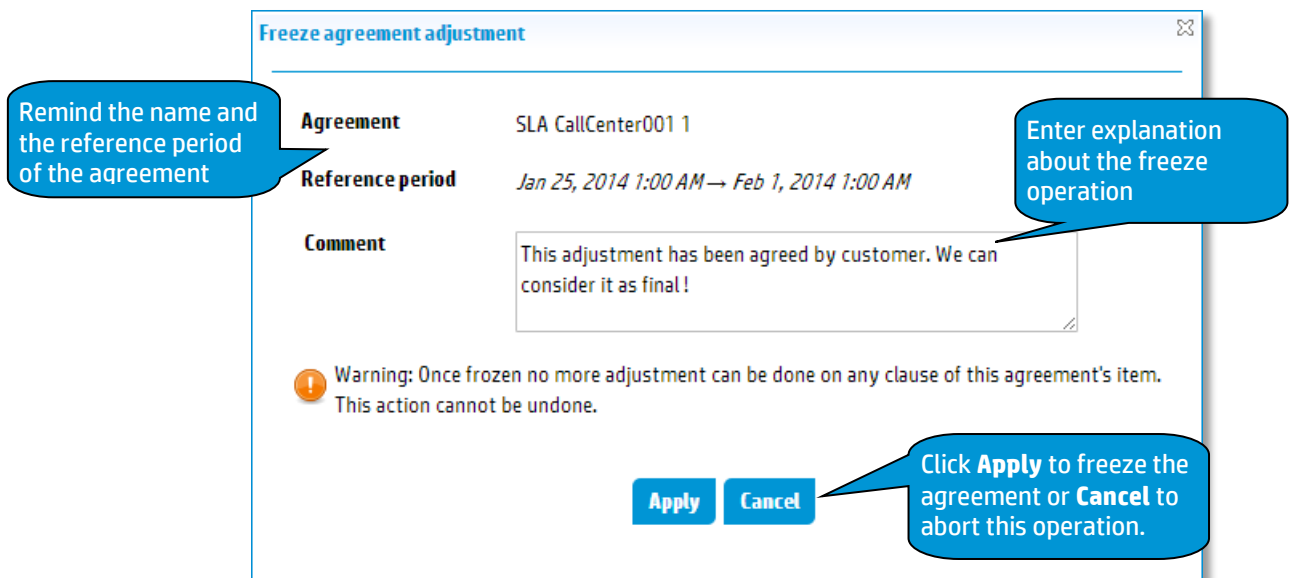 Freeze agreement adjustment
Remind the name and
the reference period
of the agreement
Agreement
SLA CallCenter001 1
Enter explanation
about the freeze
operation
Reference period
Jan 25, 2014 1:00 AM → Feb 1, 2014 1:00 AM
Comment
This adjustment has been agreed by customer. We can
consider it as final !
Warning: Once frozen no more adjustment can be done on any clause of this agreement's item.
This action cannot be undone.
Click Apply to freeze the
agreement or Cancel to
abort this operation.
Apply
Cancel